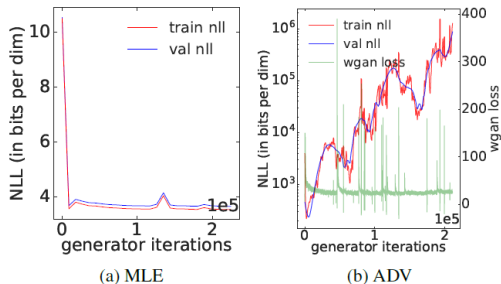 10
8
6
4
0
1
2
1e5
NLL (in bits per dim)
generator iterations
train nll
val nll
(a) MLE
10^6
10^5
10^4
10^3
400
300
200
100
0
0
1
2
1e5
NLL (in bits per dim)
wgan loss
generator iterations
train nll
val nll
wgan loss
(b) ADV